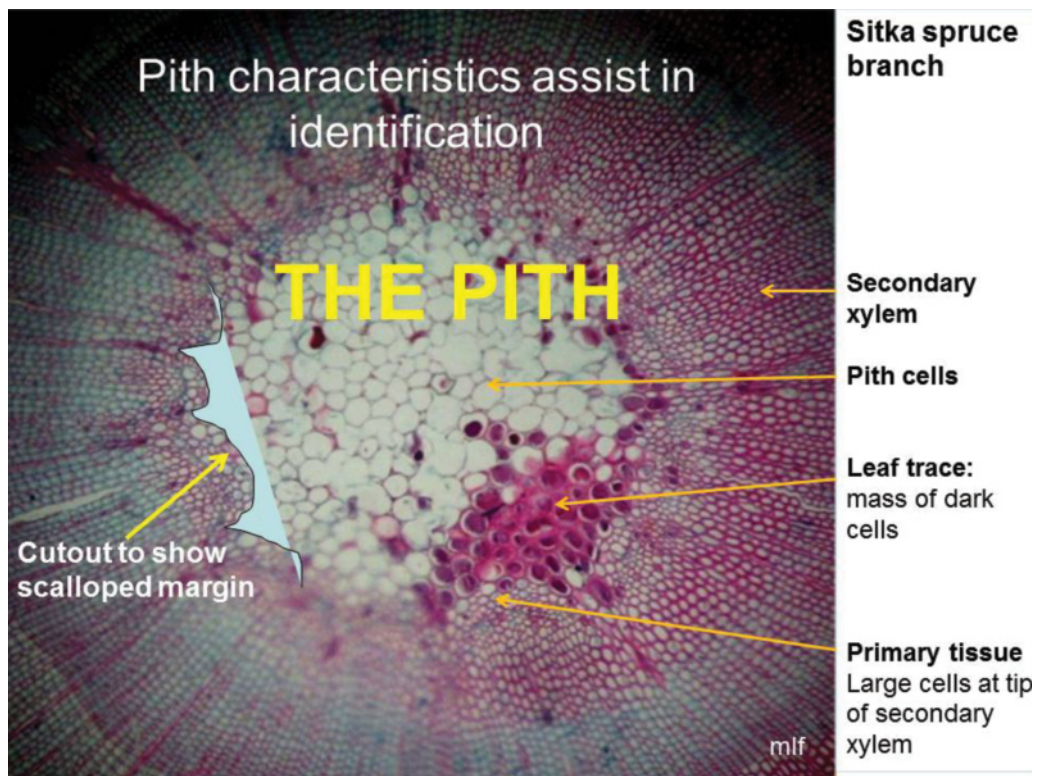 Pith characteristics assist in
identification
THE PITH
Cutout to show
scalloped margin
mlf
Sitka spruce
branch
Secondary
xylem
Pith cells
Leaf trace:
mass of dark
cells
Primary tissue
Large cells at tip
of secondary
xylem